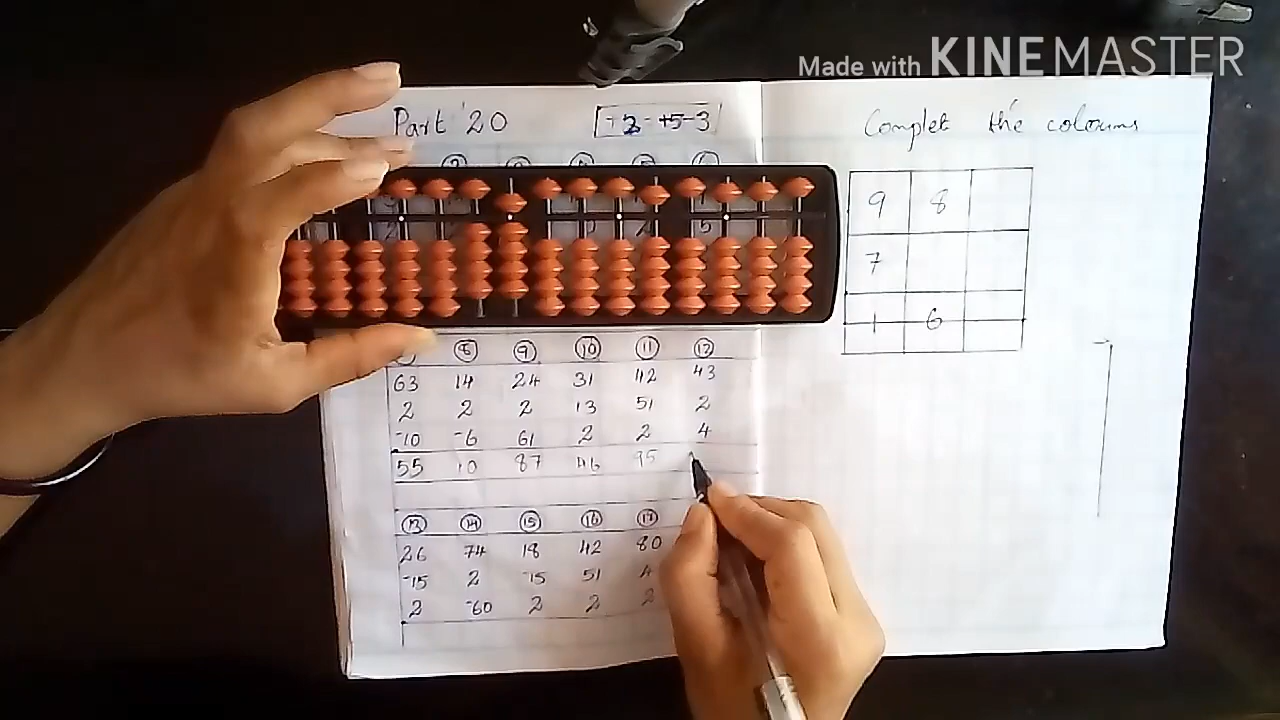 Made with KINEMASTER
Part 20 +2 = +5-3 Complet the coloums
9 8
7
1 6
⑧ ⑨ ⑩ ⑪ ⑫
63 14 24 31 42 43
2 2 2 13 51 2
-10 -6 61 2 2 4
55 10 87 46 95
⑬ ⑭ ⑮ ⑯ ⑰
26 74 18 42 80
-15 2 -15 51 4
2 -60 2 2 2